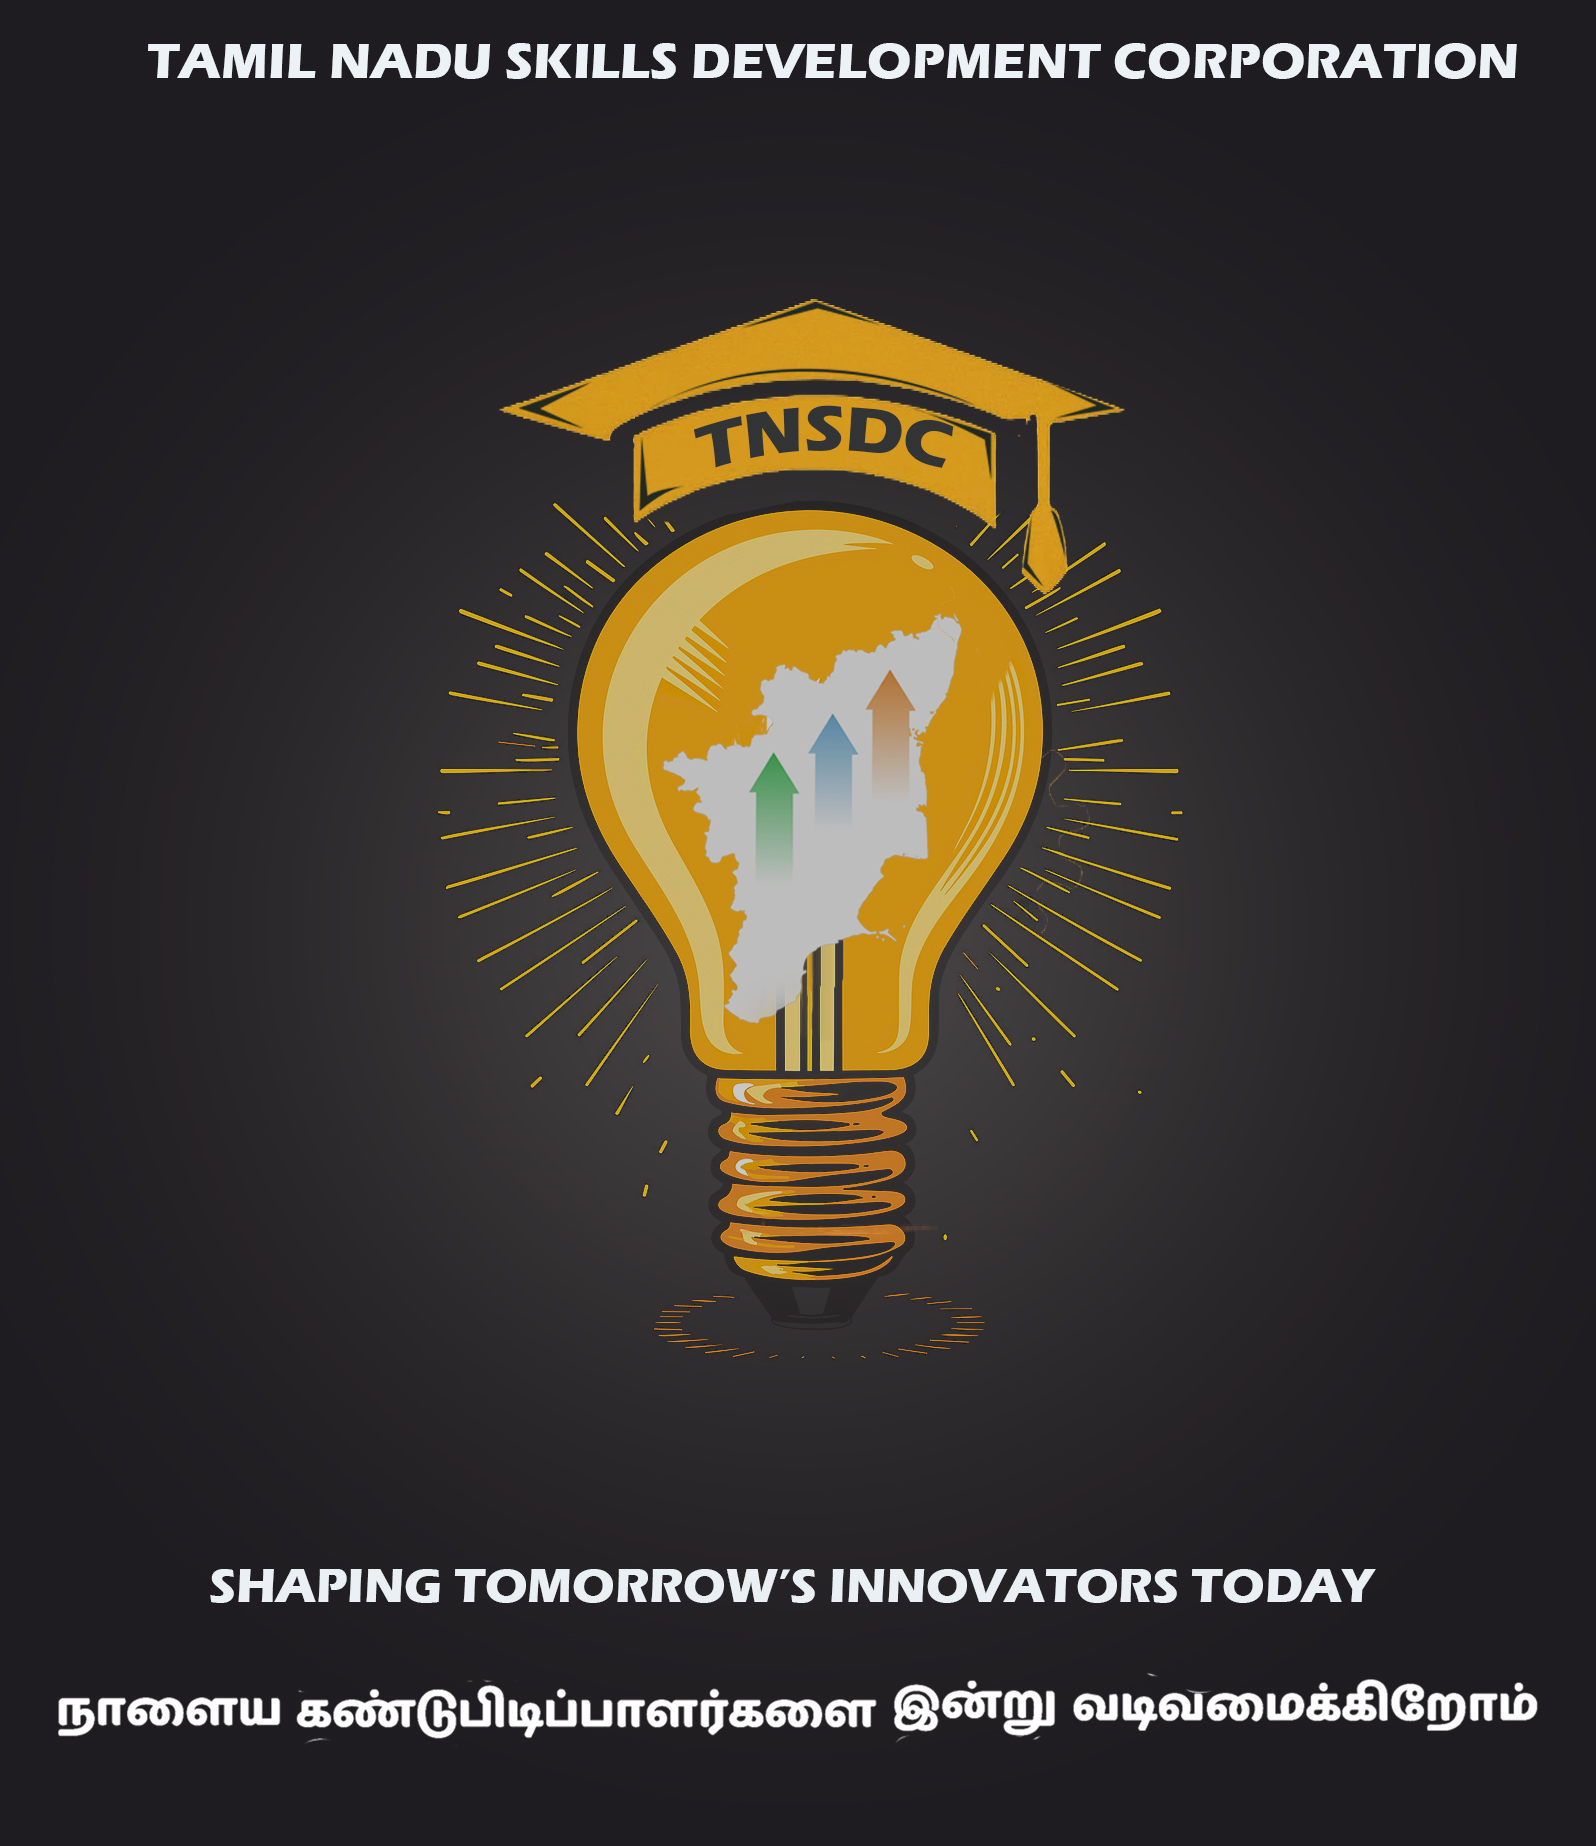 TAMIL NADU SKILLS DEVELOPMENT CORPORATION
TNSDC
SHAPING TOMORROW'S INNOVATORS TODAY
நாளைய கண்டுபிடிப்பாளர்களை இன்று வடிவமைக்கிறோம்